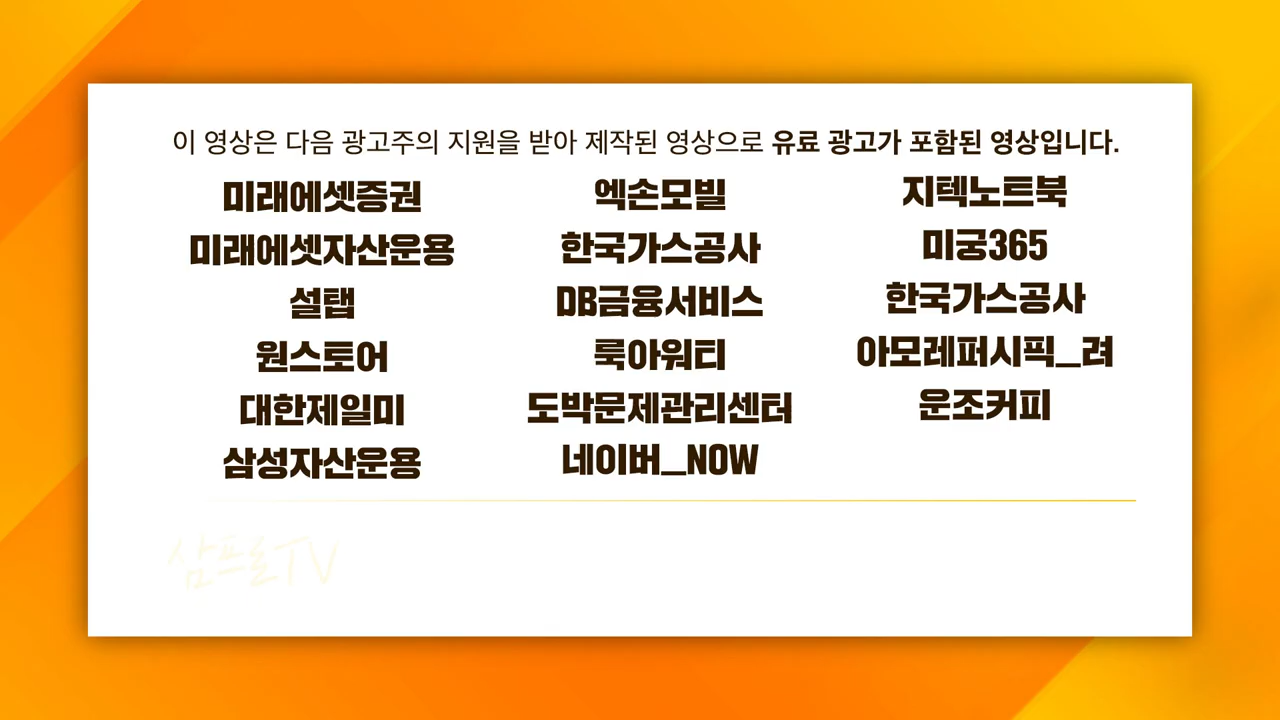 이 영상은 다음 광고주의 지원을 받아 제작된 영상으로 유료 광고가 포함된 영상입니다.
미래에셋증권
미래에셋자산운용
설탭
원스토어
대한제일미
삼성자산운용
엑손모빌
한국가스공사
DB금융서비스
룩아워티
도박문제관리센터
네이버_NOW
지텍노트북
미궁365
한국가스공사
아모레퍼시픽_려
운조커피
삼프로TV